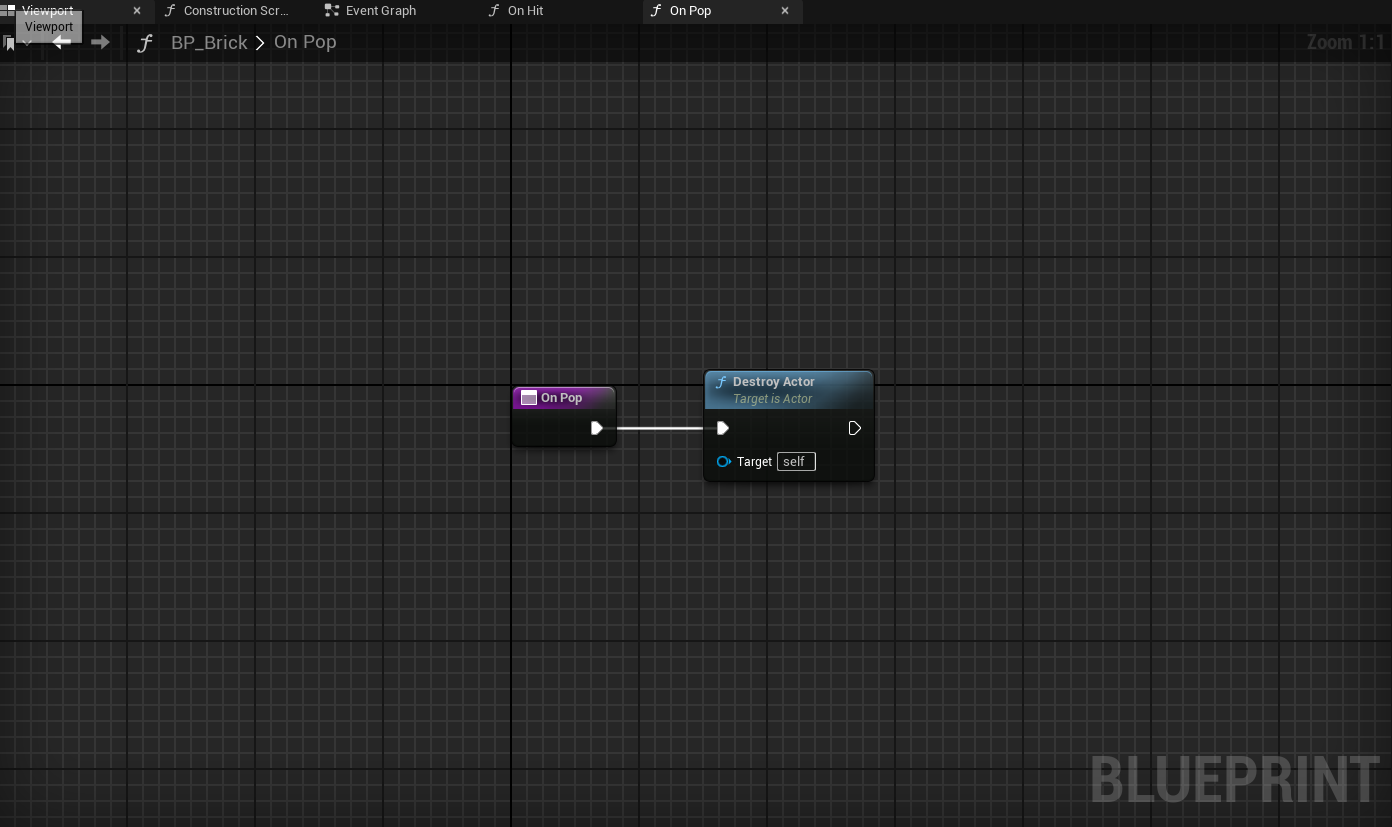 Viewport
Construction Scr...
Event Graph
On Hit
On Pop
Viewport
BP_Brick > On Pop
Zoom 1:1
On Pop
Destroy Actor
Target is Actor
Target self
BLUEPRINT